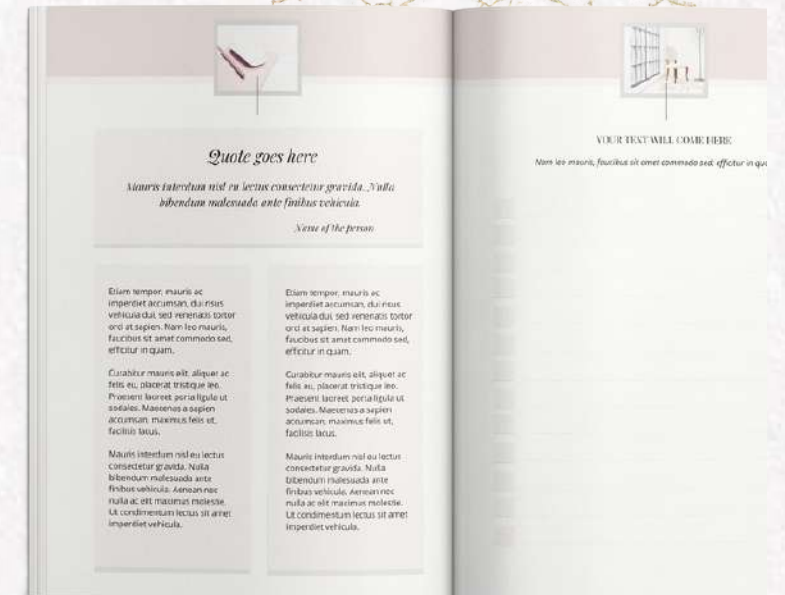 Quote goes here
Mauris interdum nisl eu lectus consectetur gravida. Nulla
bibendum malesuada ante finibus vehicula.
Name of the person
Etiam tempor, mauris ac
imperdiet accumsan, dui risus
vehicula dui, sed venenatis tortor
orci at sapien. Nam leo mauris,
faucibus sit amet commodo sed,
efficitur in quam.
Curabitur mauris elit, aliquet ac
felis eu, placerat tristique leo.
Praesent laoreet porta ligula ut
sodales. Maecenas a sapien
accumsan, maximus felis ut,
facilisis lacus.
Mauris interdum nisl eu lectus
consectetur gravida. Nulla
bibendum malesuada ante
finibus vehicula. Aenean nec
nulla ac elit maximus molestie.
Ut condimentum lectus sit amet
imperdiet vehicula.
Etiam tempor, mauris ac
imperdiet accumsan, dui risus
vehicula dui, sed venenatis tortor
orci at sapien. Nam leo mauris,
faucibus sit amet commodo sed,
efficitur in quam.
Curabitur mauris elit, aliquet ac
felis eu, placerat tristique leo.
Praesent laoreet porta ligula ut
sodales. Maecenas a sapien
accumsan, maximus felis ut,
facilisis lacus.
Mauris interdum nisl eu lectus
consectetur gravida. Nulla
bibendum malesuada ante
finibus vehicula. Aenean nec
nulla ac elit maximus molestie.
Ut condimentum lectus sit amet
imperdiet vehicula.
YOUR TEXT WILL COME HERE
Nam leo mauris, faucibus sit amet commodo sed, efficitur in